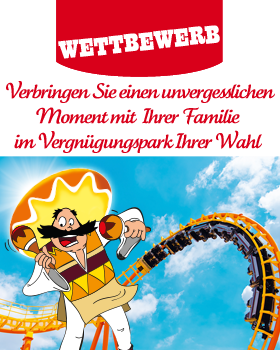 WETTBEWERB
Verbringen Sie einen unvergesslichen
Moment mit Ihrer Familie
im Vergnügungspark Ihrer Wahl